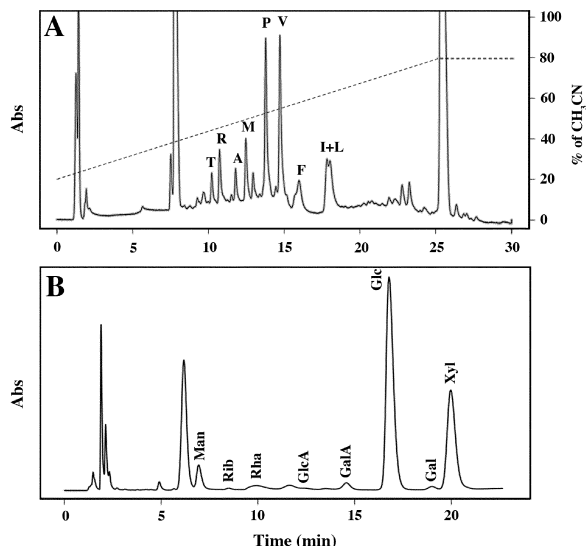 A
Abs
% of CH3CN
100
80
60
40
20
0
P V
M
R
T A
F
I+L
0 5 10 15 20 25 30
B
Abs
Man
Rib
Rha
GlcA
GalA
Glc
Gal
Xyl
0 5 10 15 20
Time (min)